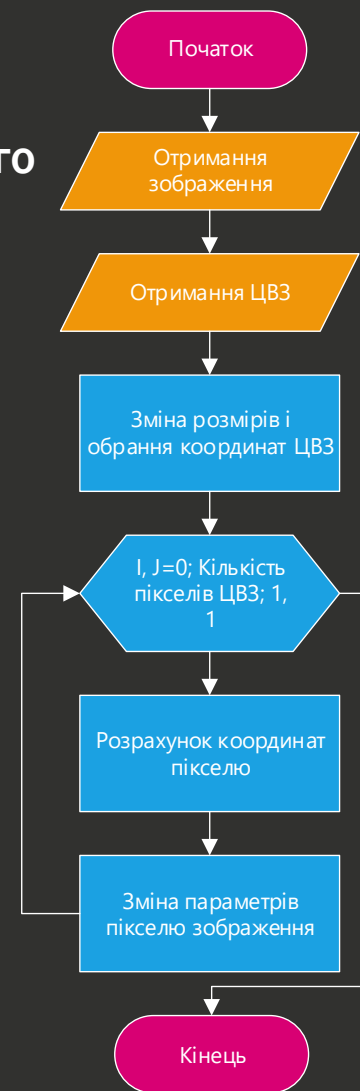 Початок
го
Отримання
зображення
Отримання ЦВЗ
Зміна розмірів і
обрання координат ЦВЗ
I, J=0; Кількість
пікселів ЦВЗ; 1,
1
Розрахунок координат
пікселю
Зміна параметрів
пікселю зображення
Кінець